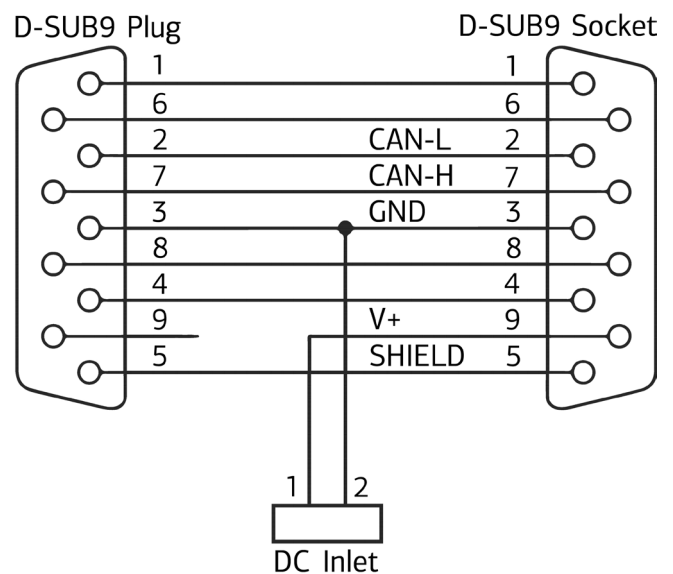 D-SUB9 Plug D-SUB9 Socket
1 1
6 6
2 CAN-L 2
7 CAN-H 7
3 GND 3
8 8
4 4
9 V+ 9
5 SHIELD 5
1 2
DC Inlet